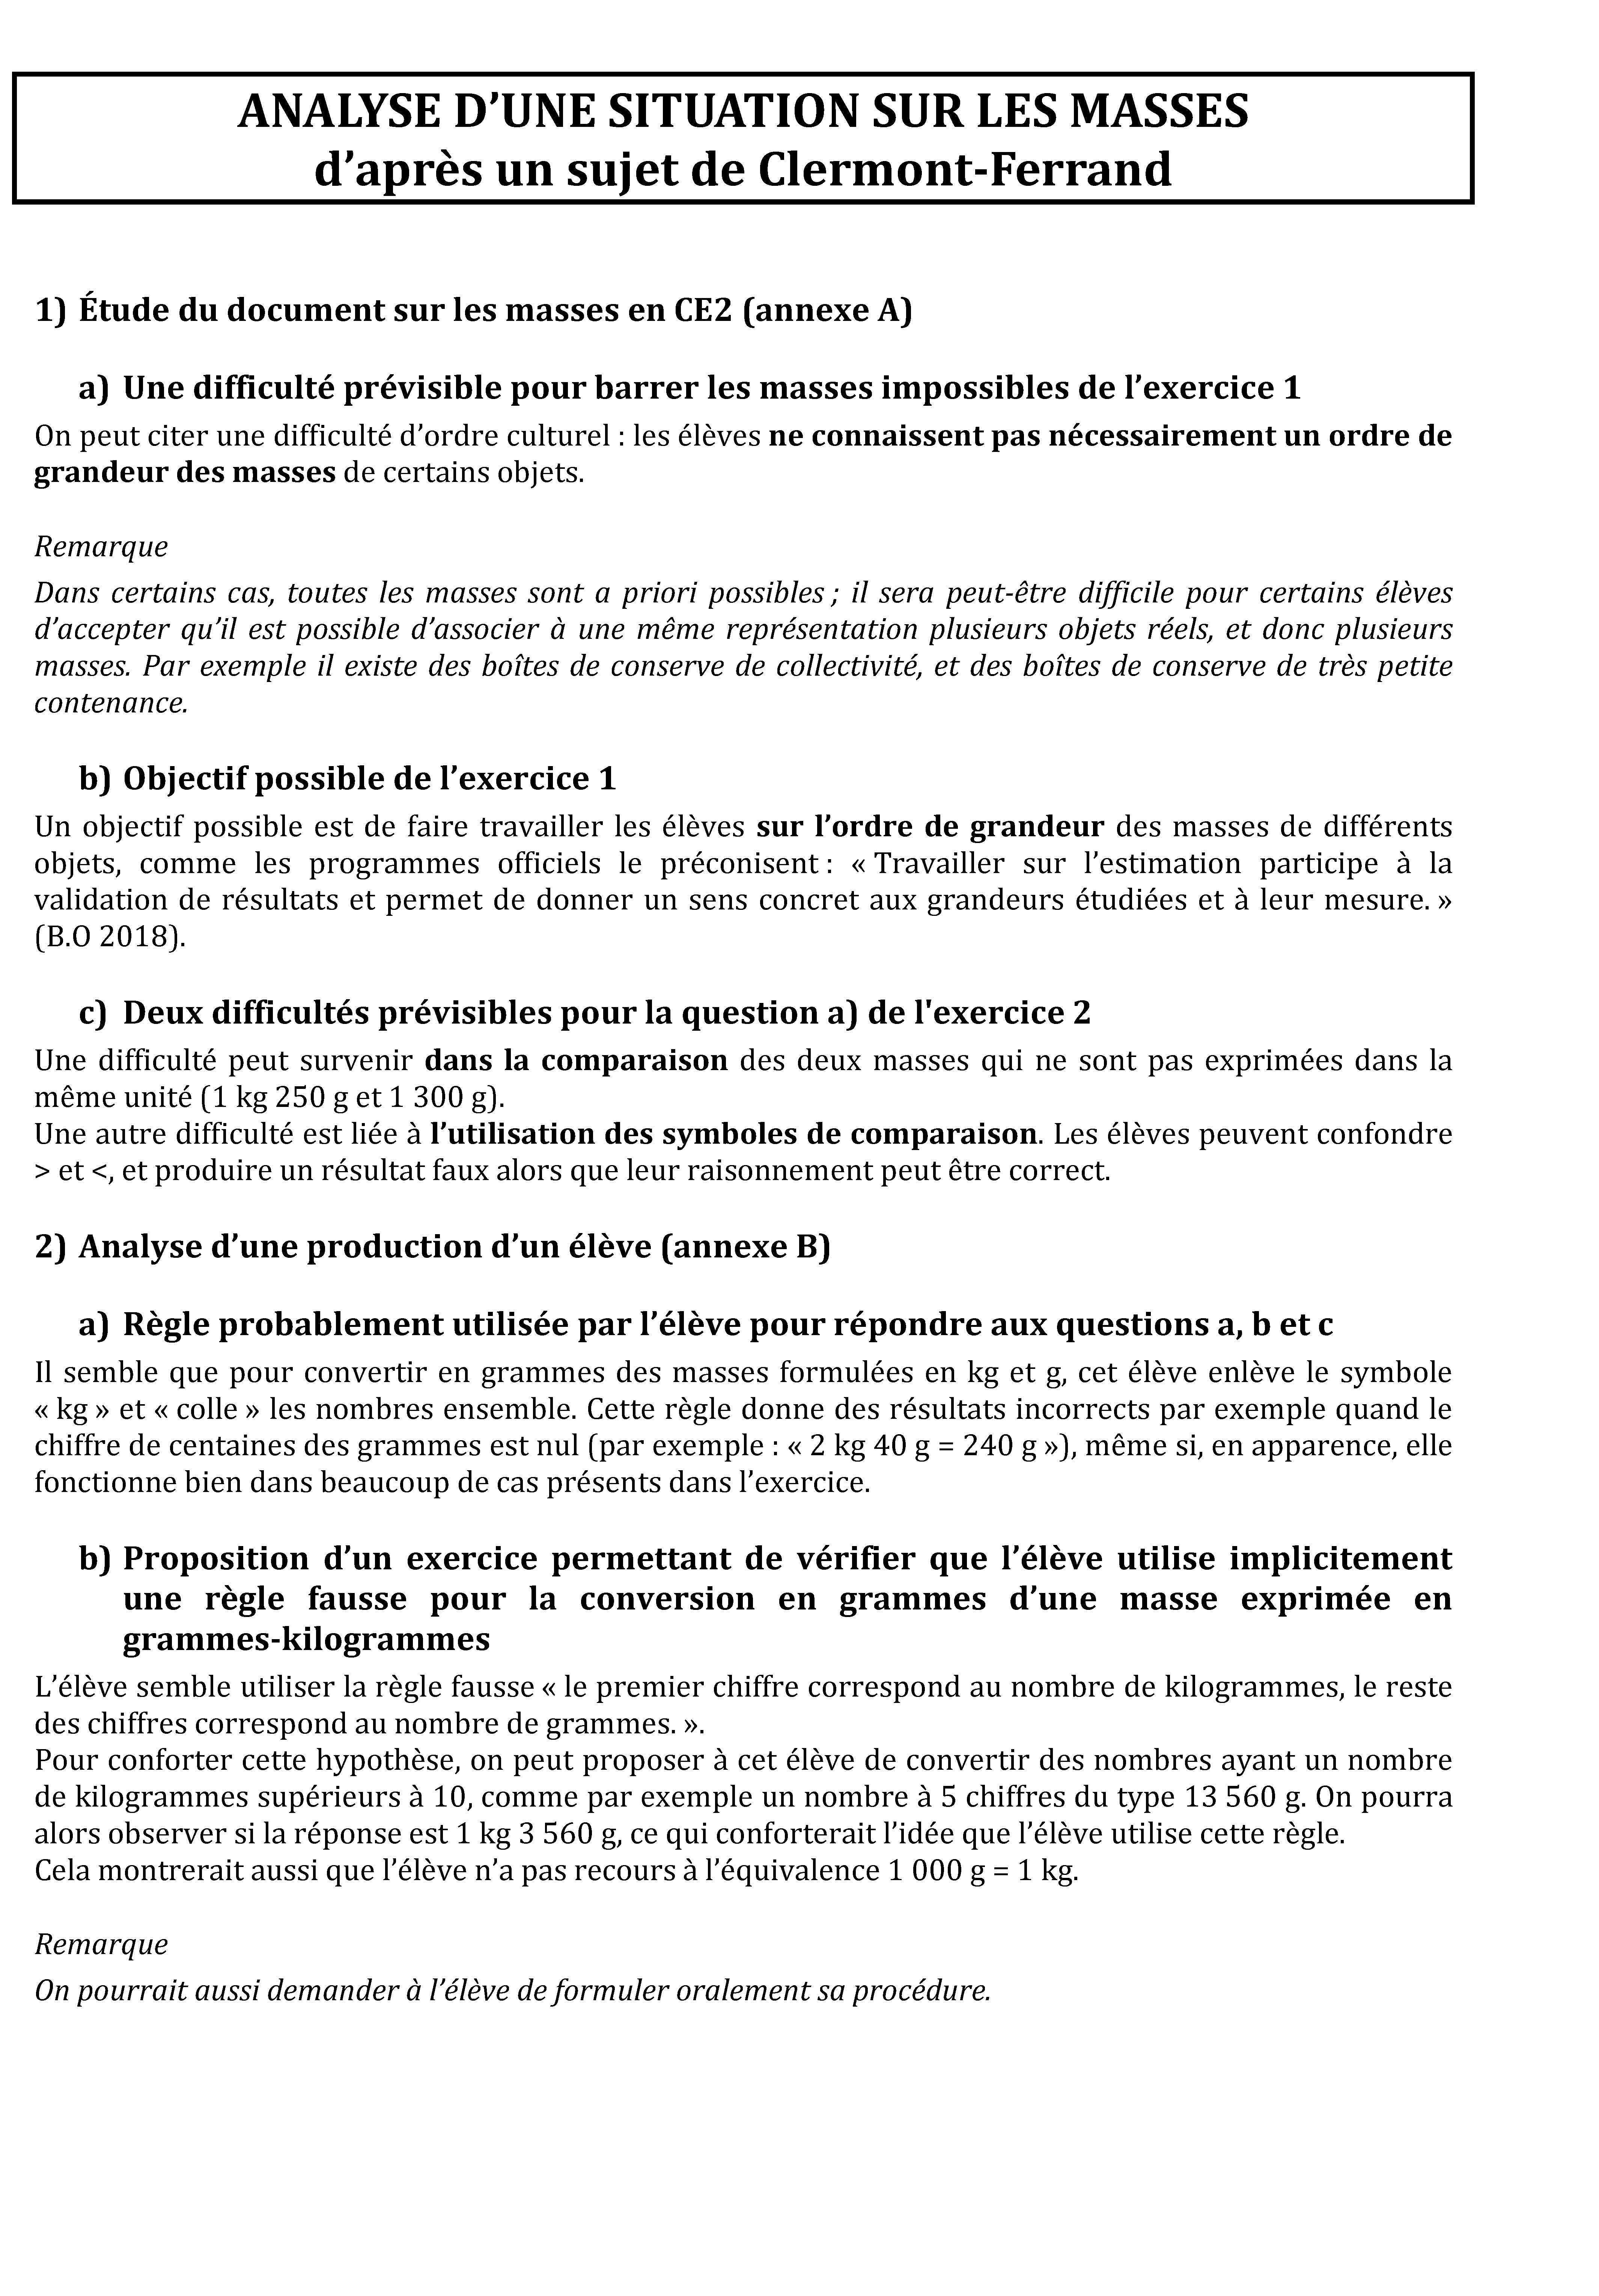 ANALYSE D’UNE SITUATION SUR LES MASSES
d’après un sujet de Clermont-Ferrand
1) Étude du document sur les masses en CE2 (annexe A)
a) Une difficulté prévisible pour barrer les masses impossibles de l’exercice 1
On peut citer une difficulté d’ordre culturel : les élèves ne connaissent pas nécessairement un ordre de
grandeur des masses de certains objets.
Remarque
Dans certains cas, toutes les masses sont a priori possibles ; il sera peut-être difficile pour certains élèves
d’accepter qu’il est possible d’associer à une même représentation plusieurs objets réels, et donc plusieurs
masses. Par exemple il existe des boîtes de conserve de collectivité, et des boîtes de conserve de très petite
contenance.
b) Objectif possible de l’exercice 1
Un objectif possible est de faire travailler les élèves sur l’ordre de grandeur des masses de différents
objets, comme les programmes officiels le préconisent : « Travailler sur l’estimation participe à la
validation de résultats et permet de donner un sens concret aux grandeurs étudiées et à leur mesure. »
(B.O 2018).
c) Deux difficultés prévisibles pour la question a) de l'exercice 2
Une difficulté peut survenir dans la comparaison des deux masses qui ne sont pas exprimées dans la
même unité (1 kg 250 g et 1 300 g).
Une autre difficulté est liée à l’utilisation des symboles de comparaison. Les élèves peuvent confondre
> et <, et produire un résultat faux alors que leur raisonnement peut être correct.
2) Analyse d’une production d’un élève (annexe B)
a) Règle probablement utilisée par l’élève pour répondre aux questions a, b et c
Il semble que pour convertir en grammes des masses formulées en kg et g, cet élève enlève le symbole
« kg » et « colle » les nombres ensemble. Cette règle donne des résultats incorrects par exemple quand le
chiffre de centaines des grammes est nul (par exemple : « 2 kg 40 g = 240 g »), même si, en apparence, elle
fonctionne bien dans beaucoup de cas présents dans l’exercice.
b) Proposition d’un exercice permettant de vérifier que l’élève utilise implicitement
une règle fausse pour la conversion en grammes d’une masse exprimée en
grammes-kilogrammes
L’élève semble utiliser la règle fausse « le premier chiffre correspond au nombre de kilogrammes, le reste
des chiffres correspond au nombre de grammes. ».
Pour conforter cette hypothèse, on peut proposer à cet élève de convertir des nombres ayant un nombre
de kilogrammes supérieurs à 10, comme par exemple un nombre à 5 chiffres du type 13 560 g. On pourra
alors observer si la réponse est 1 kg 3 560 g, ce qui conforterait l’idée que l’élève utilise cette règle.
Cela montrerait aussi que l’élève n’a pas recours à l’équivalence 1 000 g = 1 kg.
Remarque
On pourrait aussi demander à l’élève de formuler oralement sa procédure.